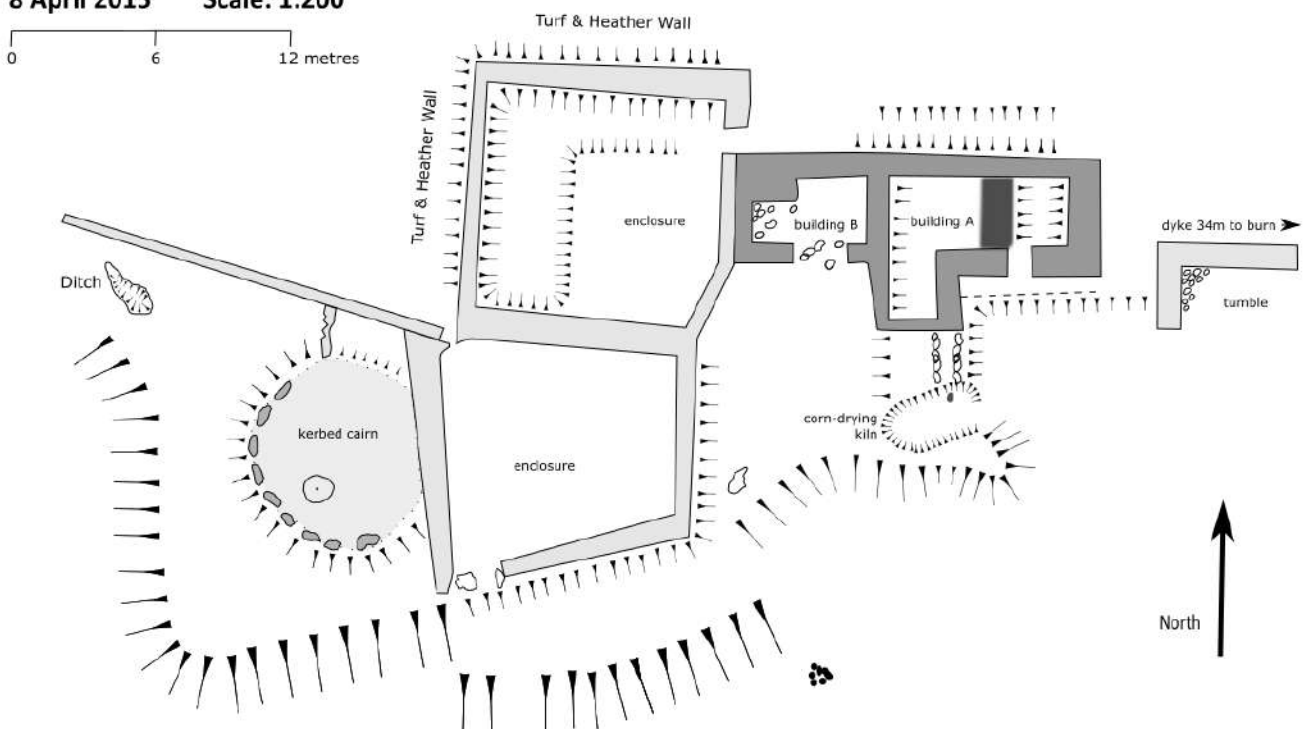 8 April 2015 Scale: 1:200
0 6 12 metres
Turf & Heather Wall
Turf & Heather Wall
enclosure
building B
building A
dyke 34m to burn
tumble
Ditch
kerbed cairn
corn-drying
kiln
enclosure
North